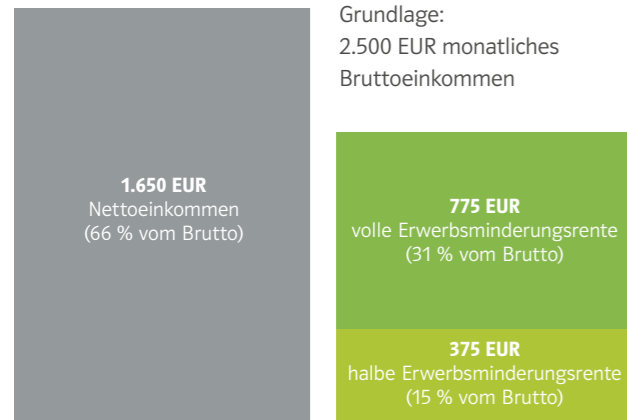 Grundlage:
2.500 EUR monatliches
Bruttoeinkommen
1.650 EUR
Nettoeinkommen
(66 % vom Brutto)
775 EUR
volle Erwerbsminderungsrente
(31 % vom Brutto)
375 EUR
halbe Erwerbsminderungsrente
(15 % vom Brutto)